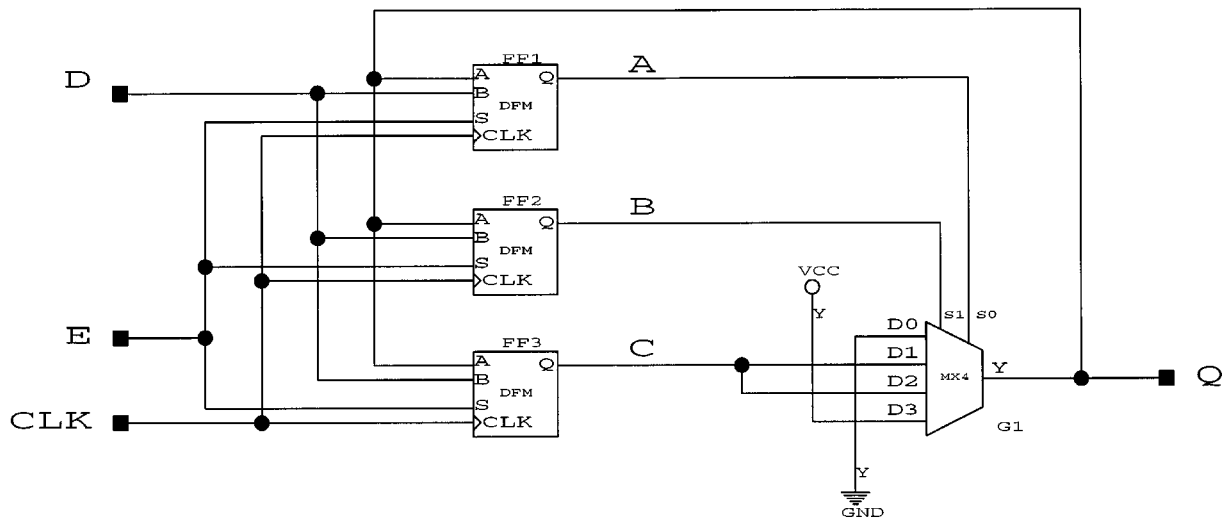 D
E
CLK
FF1
A
B
S
CLK
DFM
Q
A
FF2
A
B
S
CLK
DFM
Q
B
FF3
A
B
S
CLK
DFM
Q
C
VCC
Y
S1
S0
D0
D1
D2
D3
MX4
Y
G1
Y
GND
Q